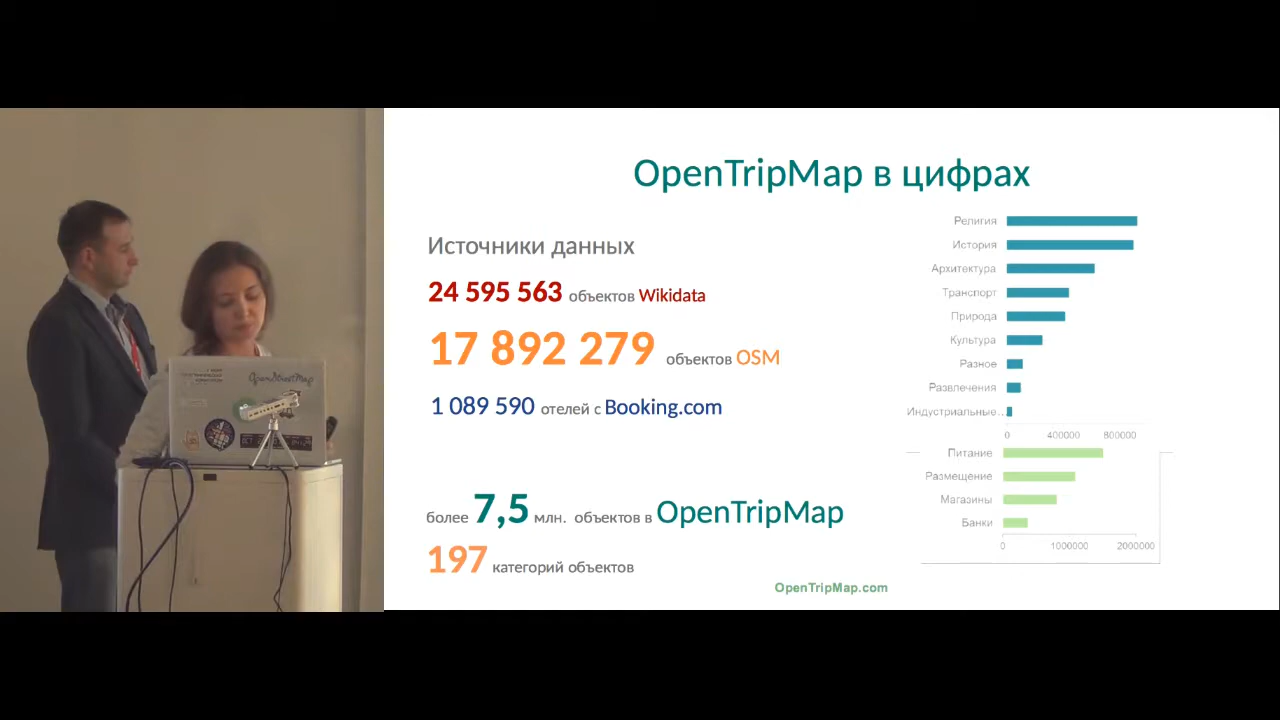 OpenTripMap в цифрах
Источники данных
24 595 563 объектов Wikidata
17 892 279 объектов OSM
1 089 590 отелей с Booking.com
более 7,5 млн. объектов в OpenTripMap
197 категорий объектов
Религия
История
Архитектура
Транспорт
Природа
Культура
Разное
Развлечения
Индустриальные...
0 400000 800000
Питание
Размещение
Магазины
Банки
0 1000000 2000000
OpenTripMap.com
OpenStreetMap